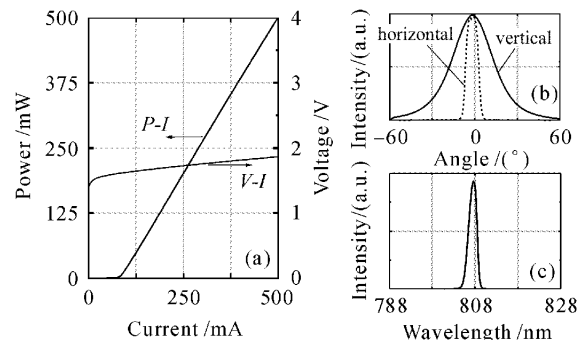 Power /mW
500
375
250
125
0
P-I
V-I
(a)
0
250
500
Current /mA
4
3
2
1
0
Voltage /V
Intensity/(a.u.)
horizontal
vertical
(b)
−60
0
60
Angle /(°)
Intensity/(a.u.)
(c)
788
808
828
Wavelength /nm